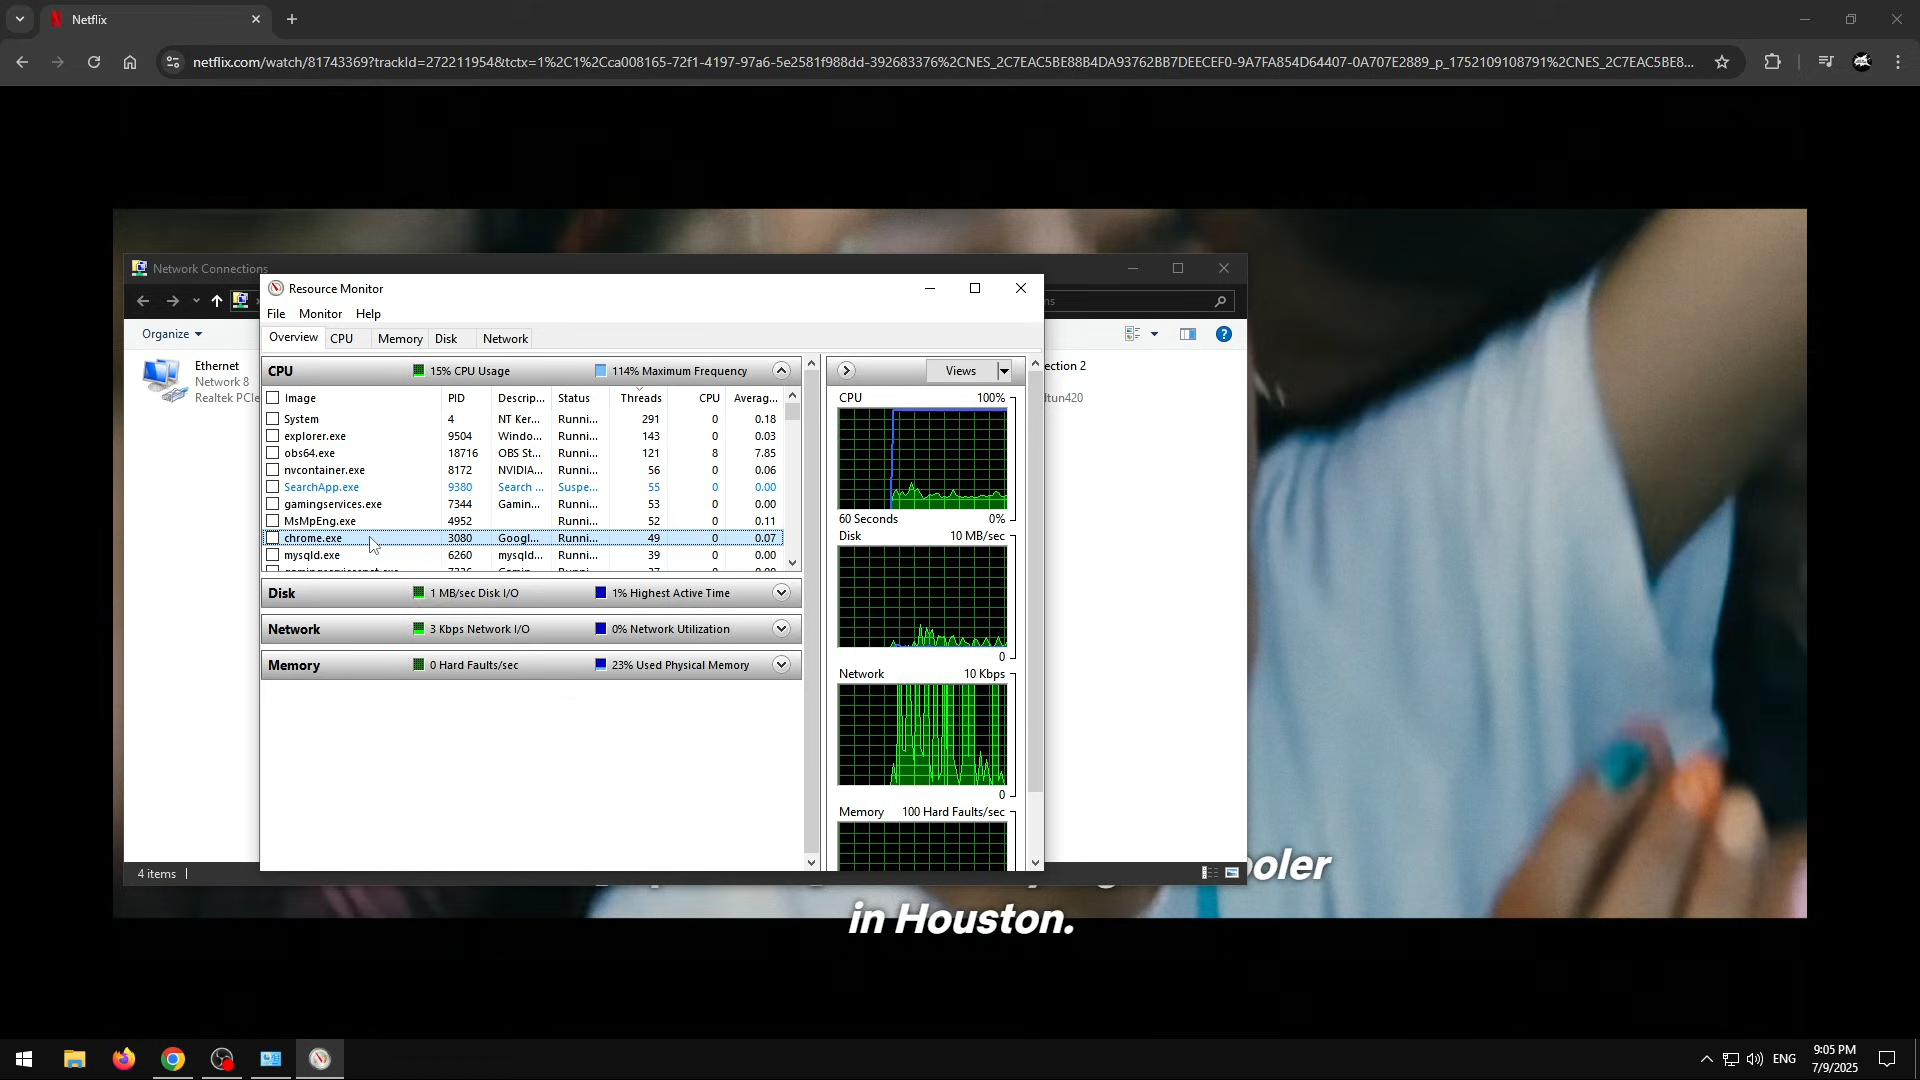 Netflix
netflix.com/watch/81743369?trackId=272211954&tctx=1%2C1%2Cca008165-72f1-4197-97a6-5e2581f988dd-392683376%2CNES_2C7EAC5BE88B4DA93762BB7DEECEF0-9A7FA854D64407-0A707E2889_p_1752109108791%2CNES_2C7EAC5BE8...
Network Connections
Resource Monitor
File Monitor Help
Overview CPU Memory Disk Network
Organize
Ethernet
Network 8
Realtek PCIe
ection 2
dtun420
CPU 15% CPU Usage 114% Maximum Frequency
Image PID Descrip... Status Threads CPU Averag...
System 4 NT Ker... Runni... 291 0 0.18
explorer.exe 9504 Windo... Runni... 143 0 0.03
obs64.exe 18716 OBS St... Runni... 121 8 7.85
nvcontainer.exe 8172 NVIDIA... Runni... 56 0 0.06
SearchApp.exe 9380 Search ... Suspe... 55 0 0.00
gamingservices.exe 7344 Gamin... Runni... 53 0 0.00
MsMpEng.exe 4952 Runni... 52 0 0.11
chrome.exe 3080 Googl... Runni... 49 0 0.07
mysqld.exe 6260 mysqld... Runni... 39 0 0.00
Disk 1 MB/sec Disk I/O 1% Highest Active Time
Network 3 Kbps Network I/O 0% Network Utilization
Memory 0 Hard Faults/sec 23% Used Physical Memory
Views
CPU 100%
60 Seconds 0%
Disk 10 MB/sec
0
Network 10 Kbps
0
Memory 100 Hard Faults/sec
4 items
ooler
in Houston.
ENG
9:05 PM
7/9/2025